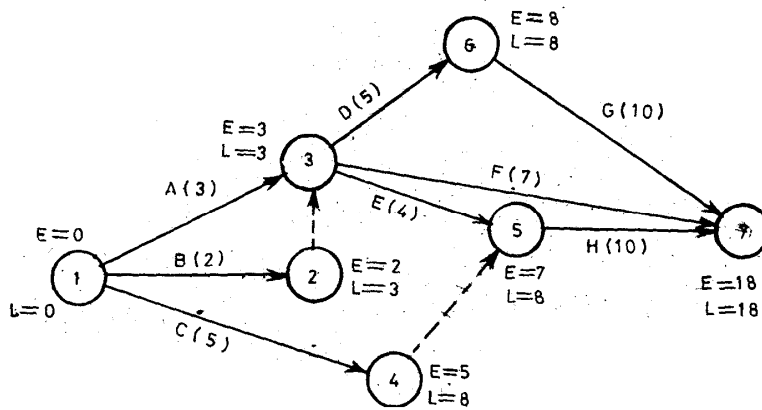 E=8
L=8
6
D(5)
G(10)
E=3
L=3
3
F(7)
A(3)
E(4)
E=0
1
L=0
B(2)
2
E=2
L=3
5
H(10)
E=7
L=8
E=18
L=18
C(5)
4
E=5
L=8